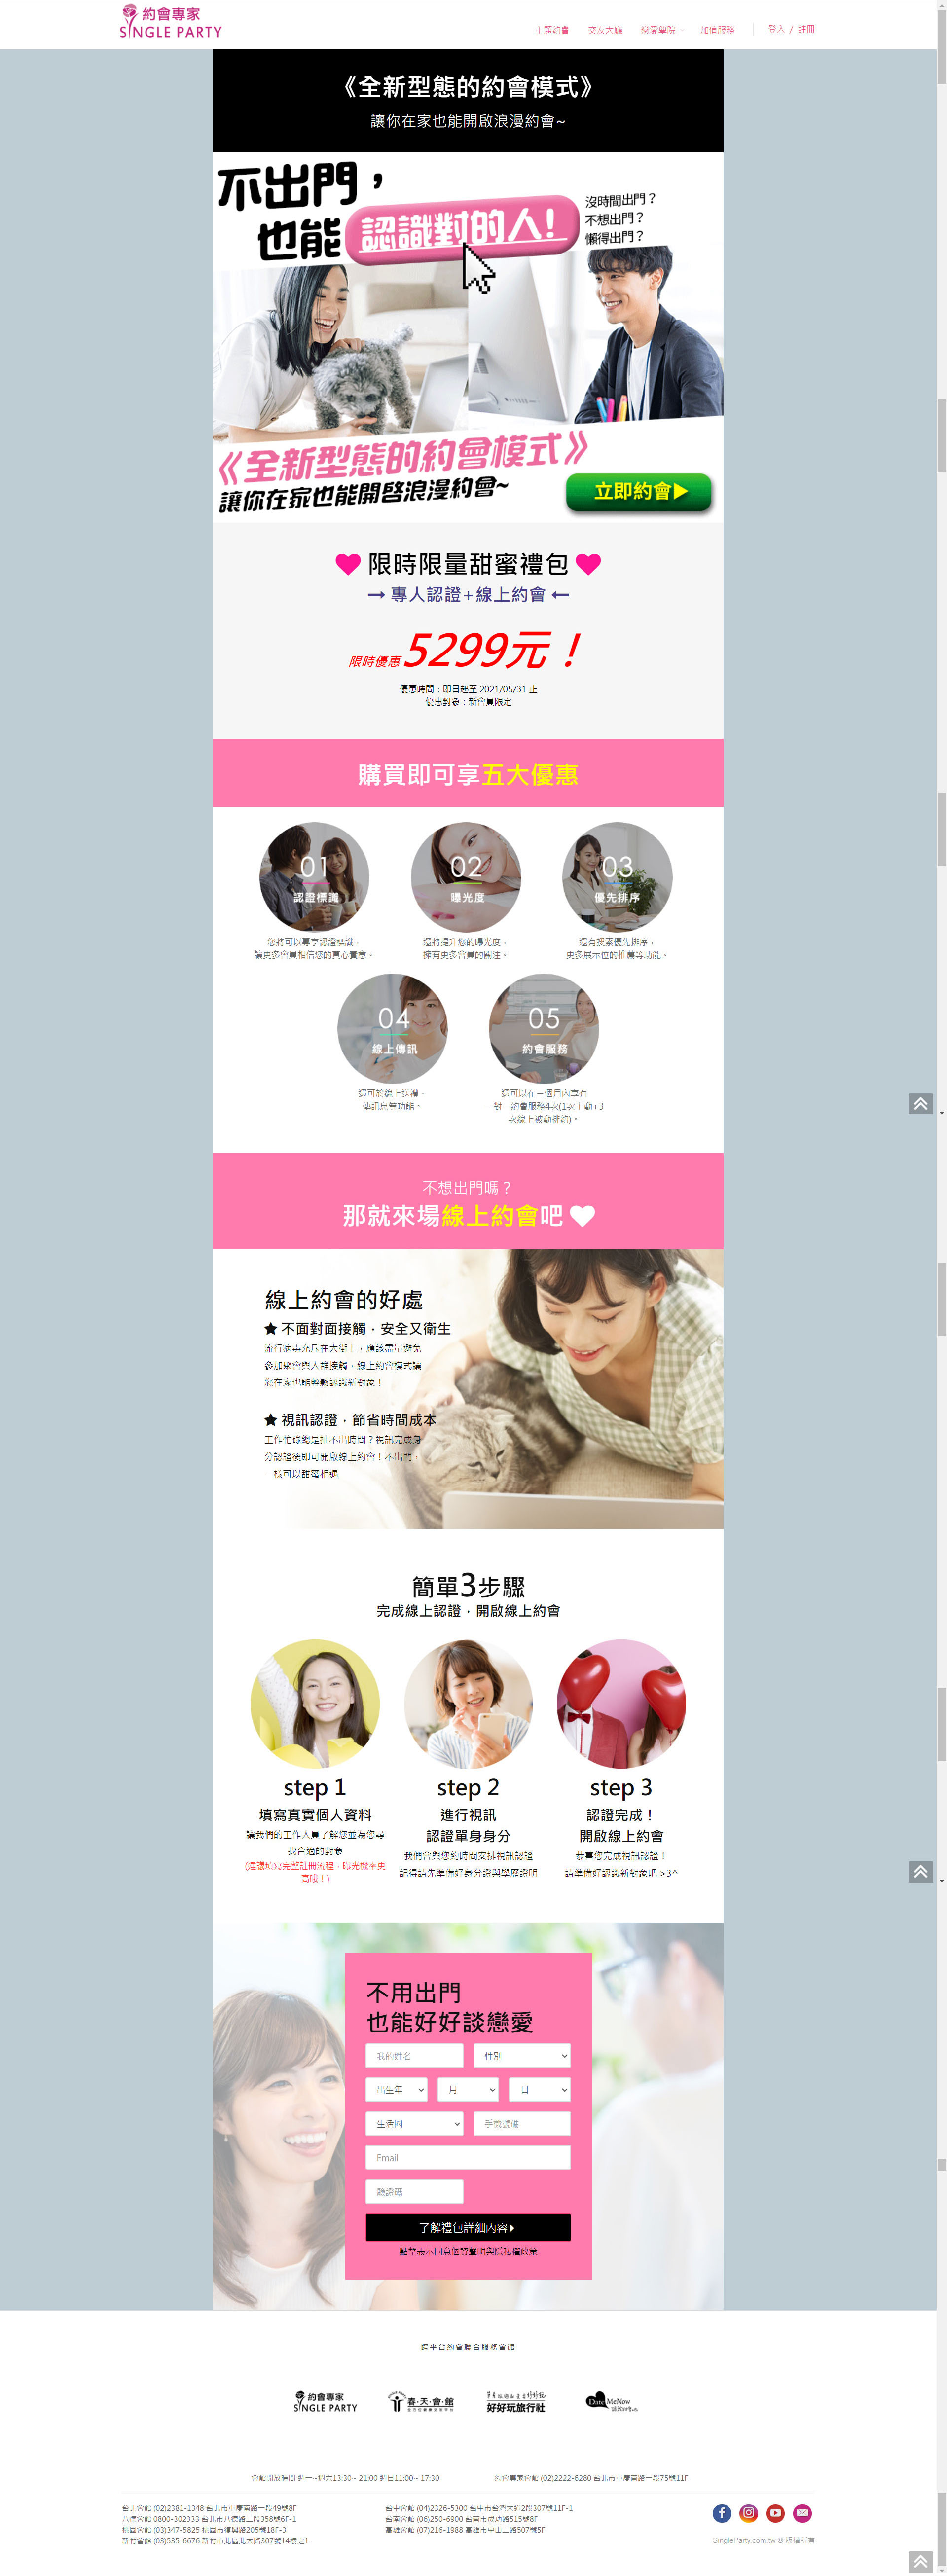 約會專家
SINGLE PARTY
主題約會 交友大廳 戀愛學院 加值服務 登入 / 註冊
《全新型態的約會模式》
讓你在家也能開啟浪漫約會~
不出門，
也能 認識對的人!
沒時間出門？
不想出門？
懶得出門？
《全新型態的約會模式》
讓你在家也能開啓浪漫約會~
立即約會▶
限時限量甜蜜禮包
專人認證+線上約會
限時優惠 5299元！
優惠時間：即日起至 2021/05/31 止
優惠對象：新會員限定
購買即可享五大優惠
01
認證標識
您將可以專享認證標識，
讓更多會員相信您的真心實意。
02
曝光度
還將提升您的曝光度，
擁有更多會員的關注。
03
優先排序
還有搜索優先排序，
更多展示位的推薦等功能。
04
線上傳訊
還可於線上送禮、
傳訊息等功能。
05
約會服務
還可以在三個月內享有
一對一約會服務4次(1次主動+3
次線上被動排約)。
不想出門嗎？
那就來場線上約會吧
線上約會的好處
★ 不面對面接觸，安全又衛生
流行病毒充斥在大街上，應該盡量避免
參加聚會與人群接觸，線上約會模式讓
您在家也能輕鬆認識新對象！
★ 視訊認證，節省時間成本
工作忙碌總是抽不出時間？視訊完成身
分認證後即可開啟線上約會！不出門，
一樣可以甜蜜相遇
簡單3步驟
完成線上認證，開啟線上約會
step 1
填寫真實個人資料
讓我們的工作人員了解您並為您尋
找合適的對象
(建議填寫完整註冊流程，曝光機率更
高哦！)
step 2
進行視訊
認證單身身分
我們會與您約時間安排視訊認證
記得請先準備好身分證與學歷證明
step 3
認證完成！
開啟線上約會
恭喜您完成視訊認證！
請準備好認識新對象吧 >3^
不用出門
也能好好談戀愛
我的姓名 性別
出生年 月 日
生活圈 手機號碼
Email
驗證碼
了解禮包詳細內容
點擊表示同意個資聲明與隱私權政策
跨平台約會聯合服務會館
約會專家
SINGLE PARTY
春·天·會·館
好好玩旅行社
Date MeNow
會館開放時間 週一~週六13:30~ 21:00 週日11:00~ 17:30
約會專家會館 (02)2222-6280 台北市重慶南路一段75號11F
台北會館 (02)2381-1348 台北市重慶南路一段49號8F
八德會館 0800-302333 台北市八德路二段358號6F-1
桃園會館 (03)347-5825 桃園市復興路205號18F-3
新竹會館 (03)535-6676 新竹市北區北大路307號14樓之1
台中會館 (04)2326-5300 台中市台灣大道2段307號11F-1
台南會館 (06)250-6900 台南市成功路515號8F
高雄會館 (07)216-1988 高雄市中山二路507號5F
SingleParty.com.tw © 版權所有